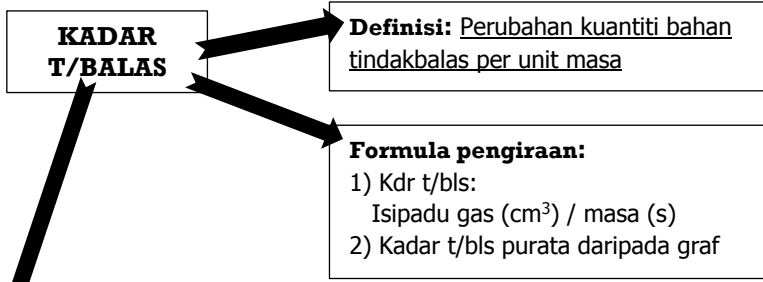 KADAR
T/BALAS
Definisi: Perubahan kuantiti bahan
tindakbalas per unit masa
Formula pengiraan:
1) Kdr t/bls:
Isipadu gas (cm³) / masa (s)
2) Kadar t/bls purata daripada graf